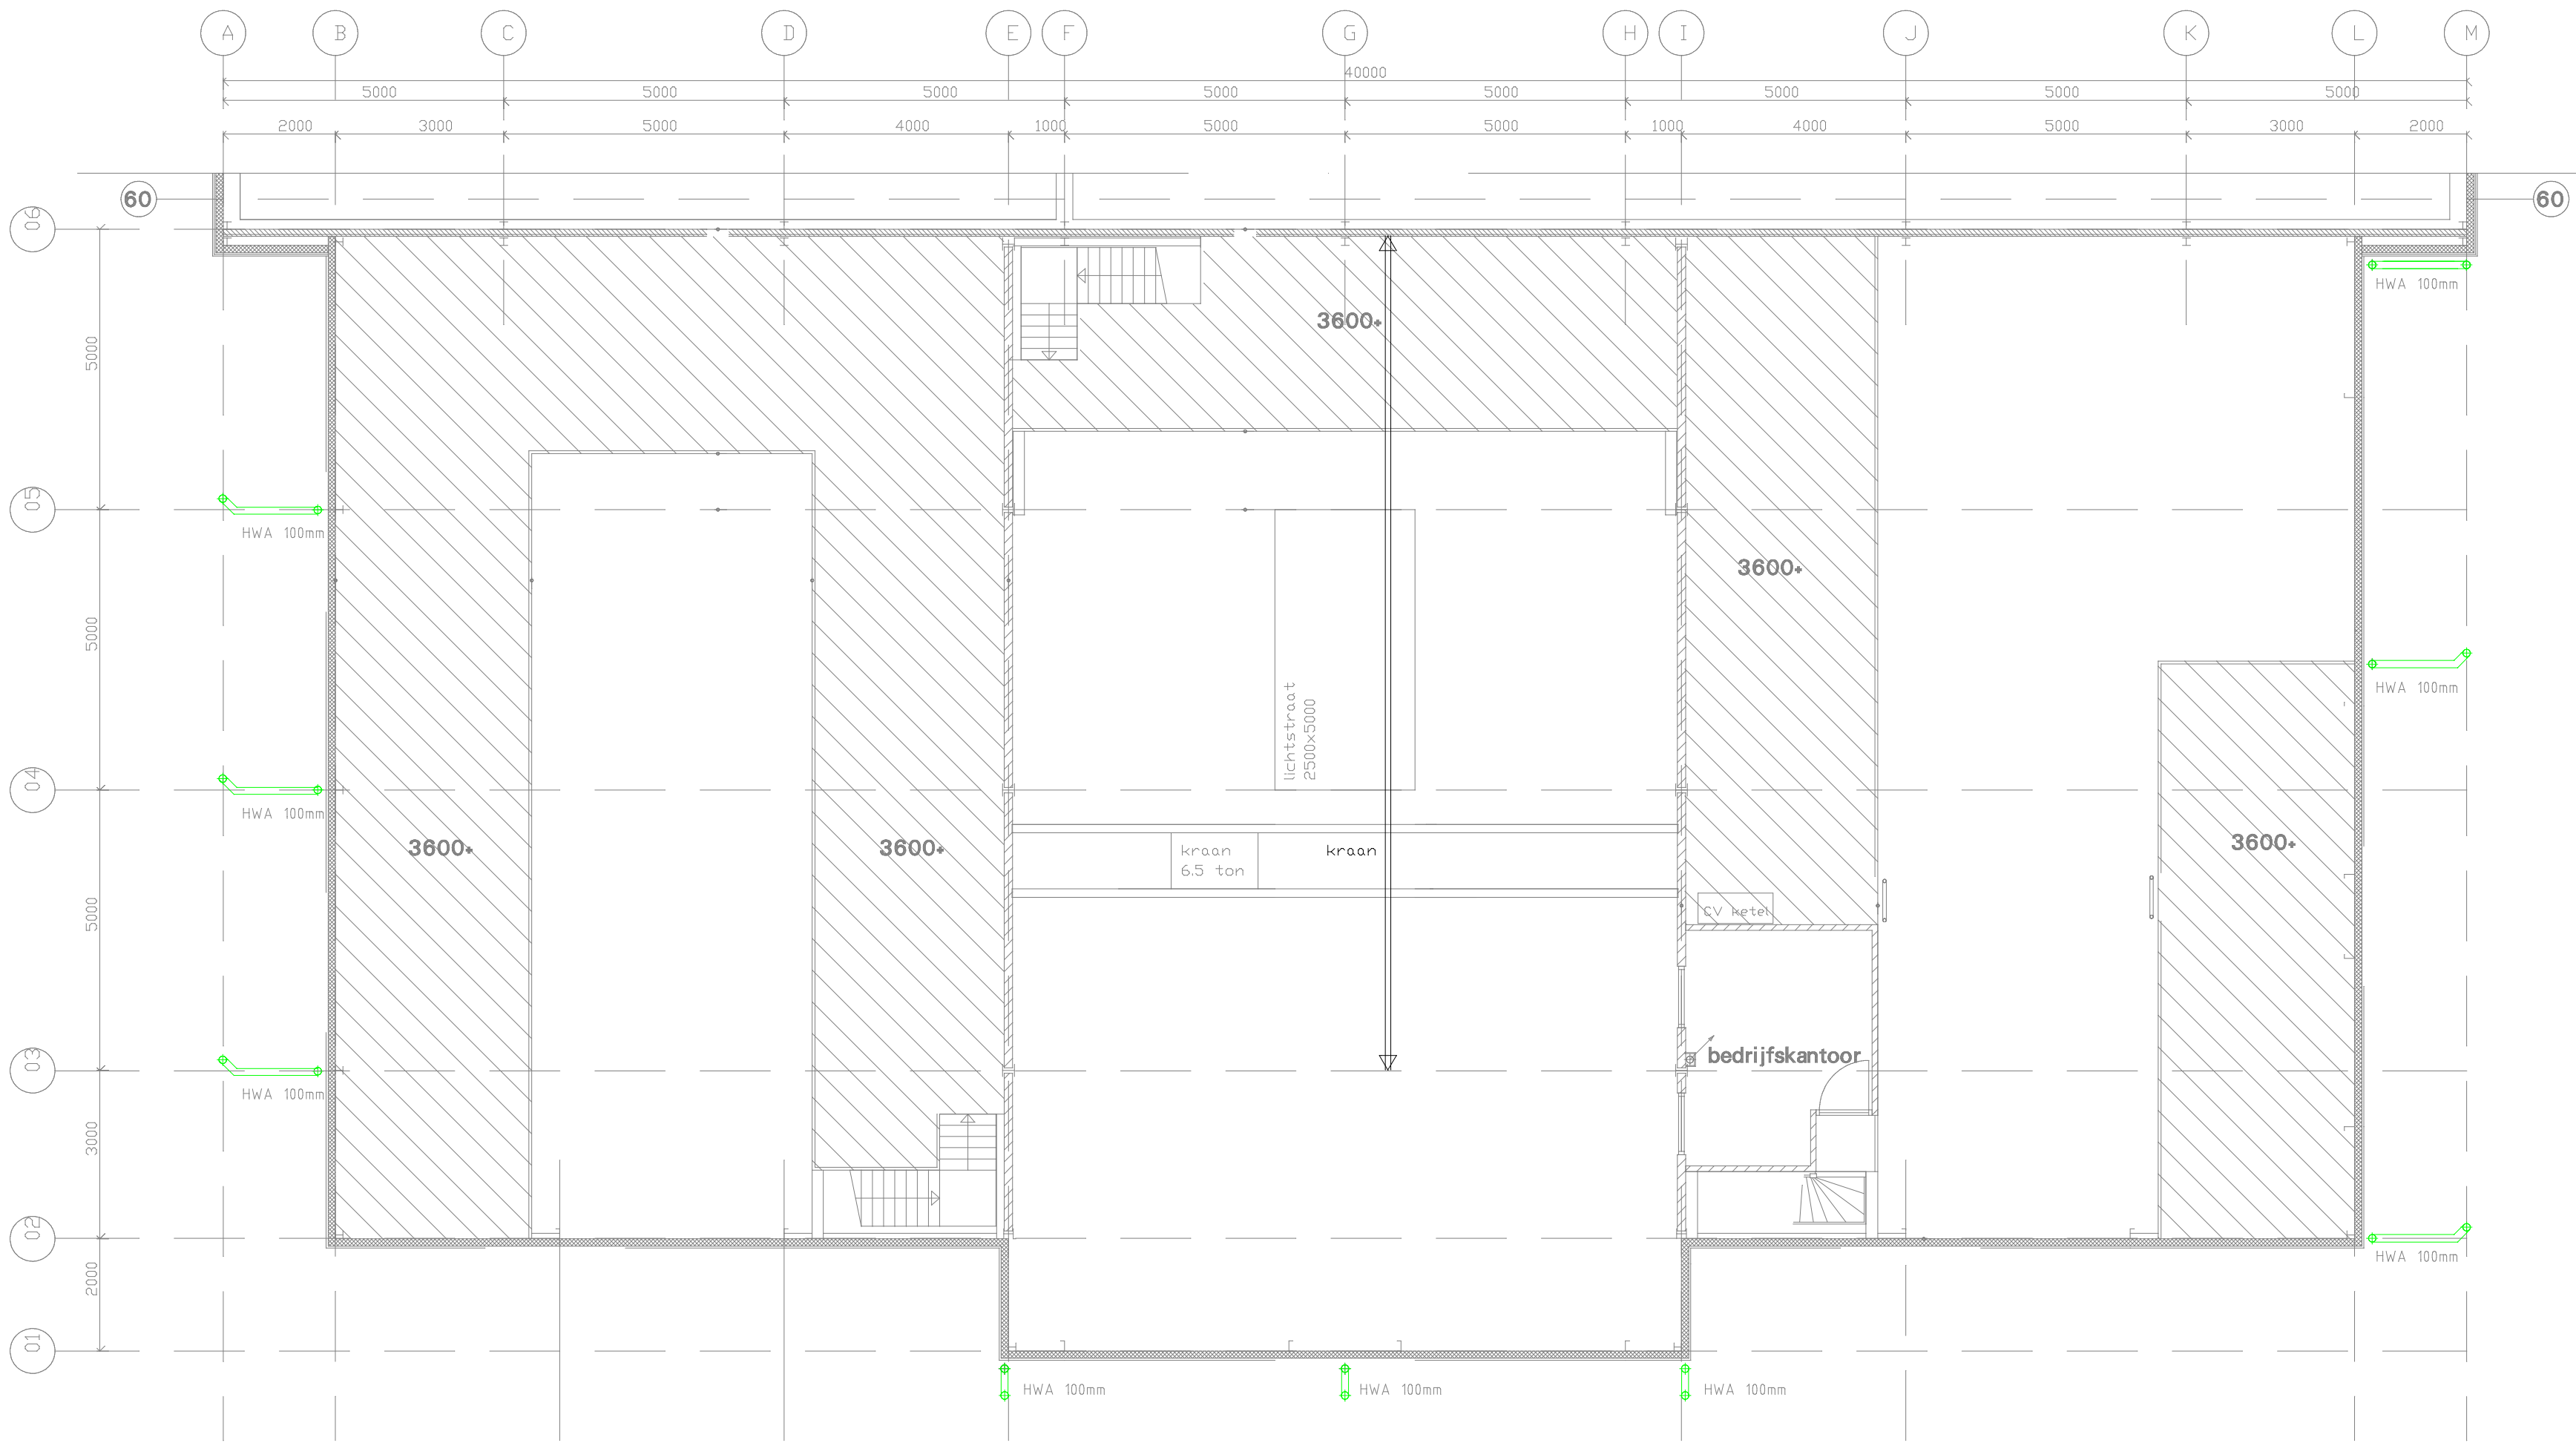 A B C D E F G H I J K L M
40000
5000 5000 5000 5000 5000 5000 5000 5000
2000 3000 5000 4000 1000 5000 5000 1000 4000 5000 3000 2000
60 60
06
HWA 100mm
3600+
5000
05
HWA 100mm
3600+
5000
lichtstraat
2500x5000
HWA 100mm
04
HWA 100mm
3600+ 3600+ 3600+
kraan
6.5 ton
kraan
5000
CV ketel
03
bedrijfskantoor
HWA 100mm
3000
02
HWA 100mm
2000
01
HWA 100mm HWA 100mm HWA 100mm